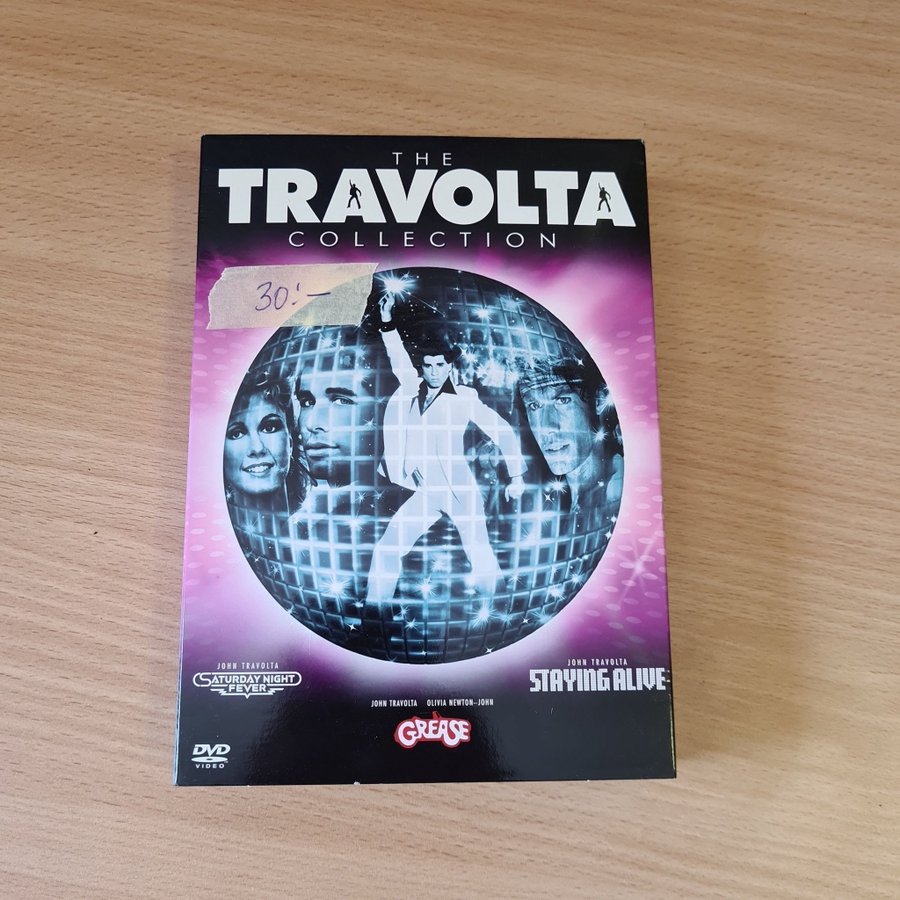 THE
TRAVOLTA
COLLECTION
30:-
JOHN TRAVOLTA
SATURDAY NIGHT
FEVER
JOHN TRAVOLTA
STAYING ALIVE
JOHN TRAVOLTA OLIVIA NEWTON-JOHN
GREASE
DVD
VIDEO